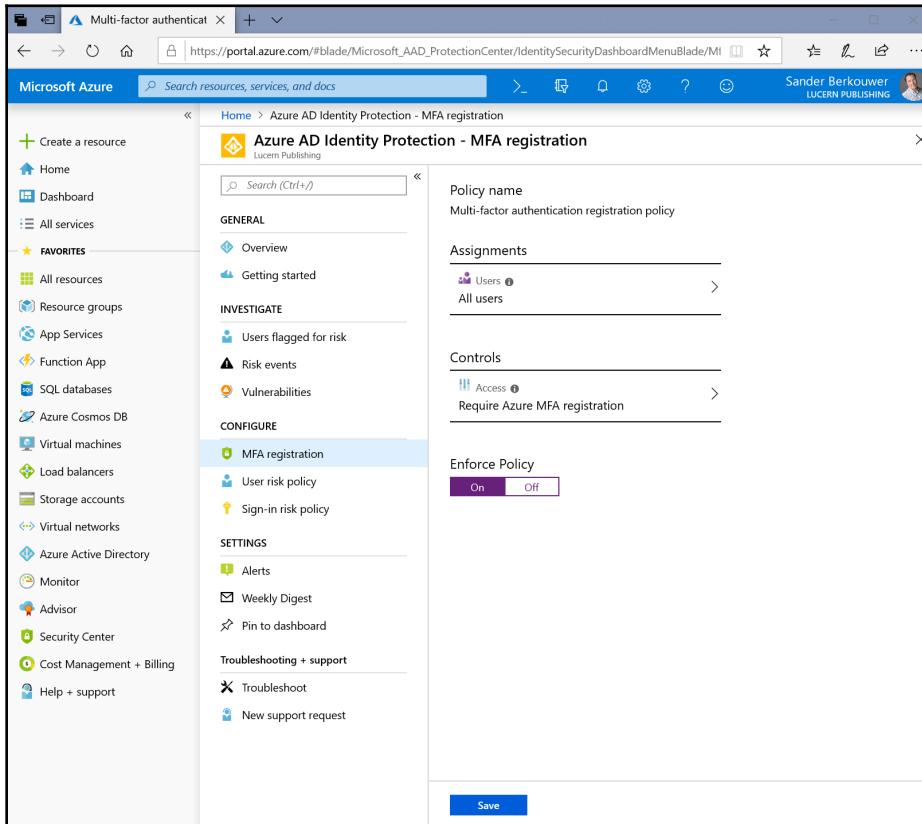 Multi-factor authenticat
https://portal.azure.com/#blade/Microsoft_AAD_ProtectionCenter/IdentitySecurityDashboardMenuBlade/Mf
Microsoft Azure
Search resources, services, and docs
Sander Berkouwer
LUCERN PUBLISHING
Home > Azure AD Identity Protection - MFA registration
Azure AD Identity Protection - MFA registration
Lucern Publishing
Create a resource
Home
Dashboard
All services
FAVORITES
All resources
Resource groups
App Services
Function App
SQL databases
Azure Cosmos DB
Virtual machines
Load balancers
Storage accounts
Virtual networks
Azure Active Directory
Monitor
Advisor
Security Center
Cost Management + Billing
Help + support
Search (Ctrl+/)
GENERAL
Overview
Getting started
INVESTIGATE
Users flagged for risk
Risk events
Vulnerabilities
CONFIGURE
MFA registration
User risk policy
Sign-in risk policy
SETTINGS
Alerts
Weekly Digest
Pin to dashboard
Troubleshooting + support
Troubleshoot
New support request
Policy name
Multi-factor authentication registration policy
Assignments
Users
All users
Controls
Access
Require Azure MFA registration
Enforce Policy
On Off
Save